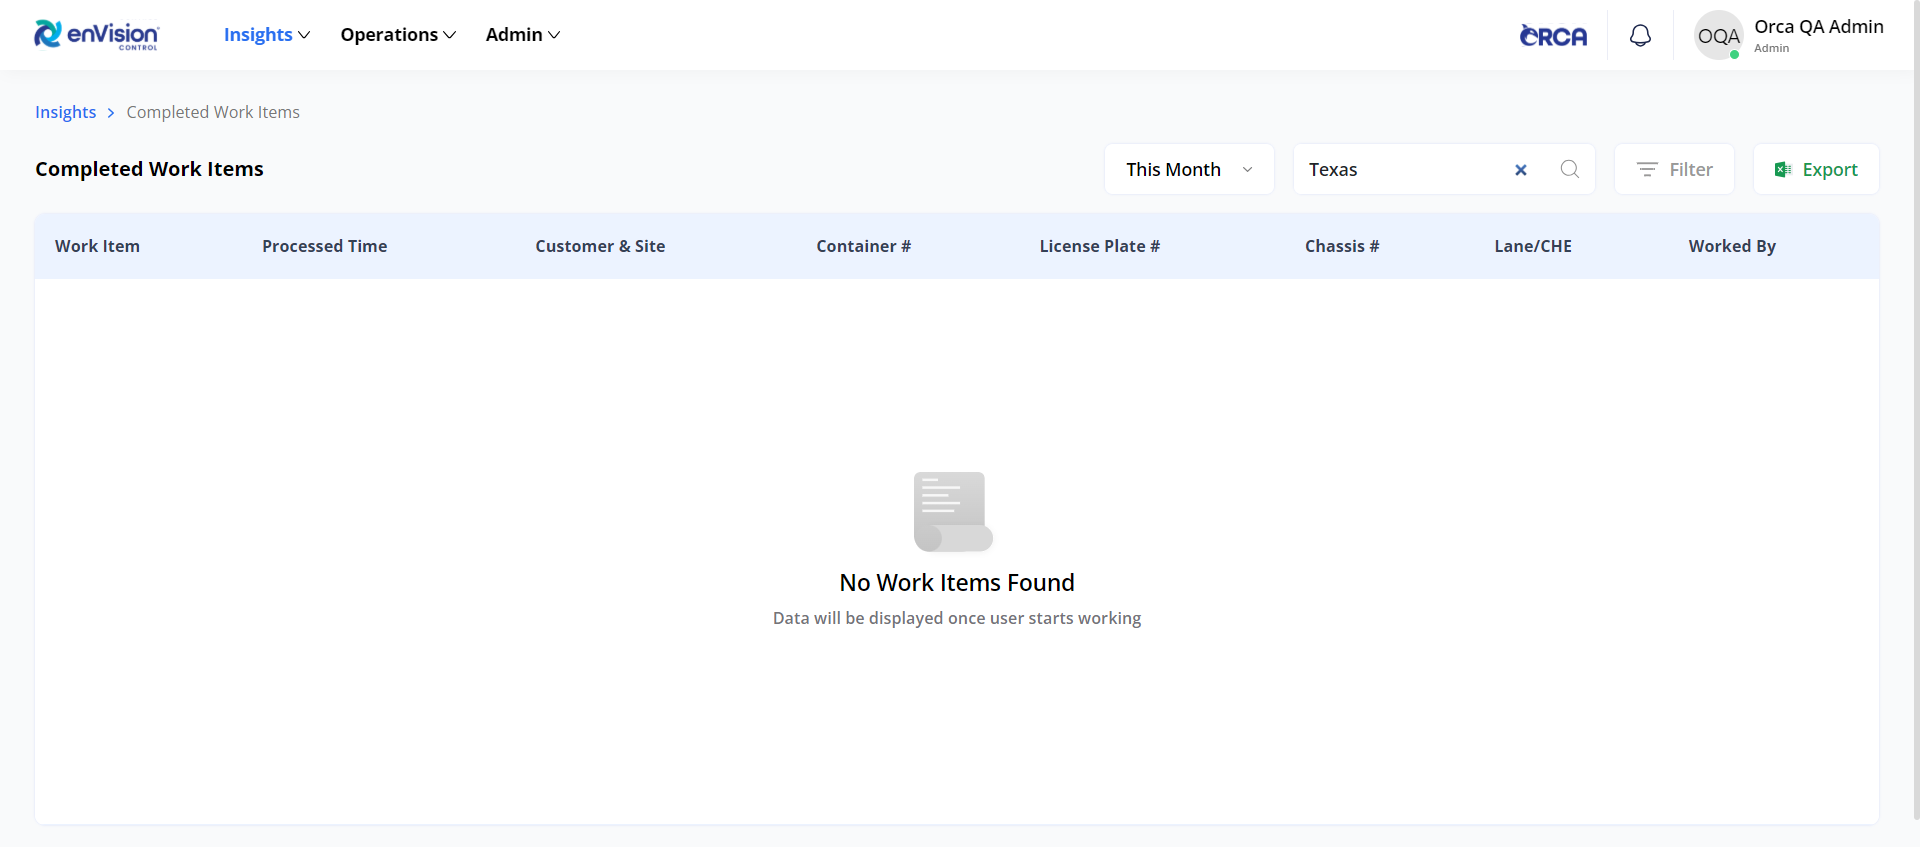 enVision
CONTROL
Insights Operations Admin
ORCA
OQA
Orca QA Admin
Admin
Insights > Completed Work Items
Completed Work Items
This Month
Texas
Filter
Export
Work Item Processed Time Customer & Site Container # License Plate # Chassis # Lane/CHE Worked By
No Work Items Found
Data will be displayed once user starts working